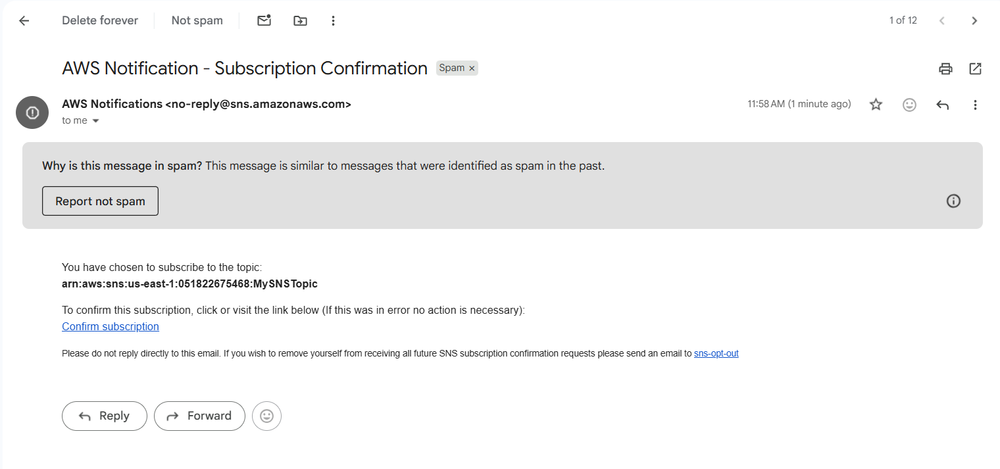 Delete forever Not spam 1 of 12
AWS Notification - Subscription Confirmation Spam ×
AWS Notifications <no-reply@sns.amazonaws.com> 11:58 AM (1 minute ago)
to me
Why is this message in spam? This message is similar to messages that were identified as spam in the past.
Report not spam
You have chosen to subscribe to the topic:
arn:aws:sns:us-east-1:051822675468:MySNSTopic
To confirm this subscription, click or visit the link below (If this was in error no action is necessary):
Confirm subscription
Please do not reply directly to this email. If you wish to remove yourself from receiving all future SNS subscription confirmation requests please send an email to sns-opt-out
Reply Forward